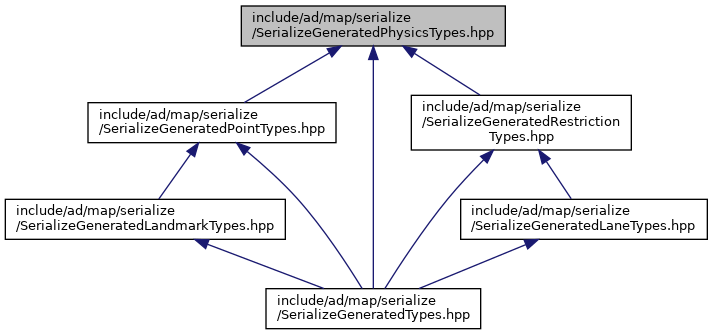 include/ad/map/serialize
/SerializeGeneratedPhysicsTypes.hpp
include/ad/map/serialize
/SerializeGeneratedPointTypes.hpp
include/ad/map/serialize
/SerializeGeneratedRestriction
Types.hpp
include/ad/map/serialize
/SerializeGeneratedLandmarkTypes.hpp
include/ad/map/serialize
/SerializeGeneratedLaneTypes.hpp
include/ad/map/serialize
/SerializeGeneratedTypes.hpp